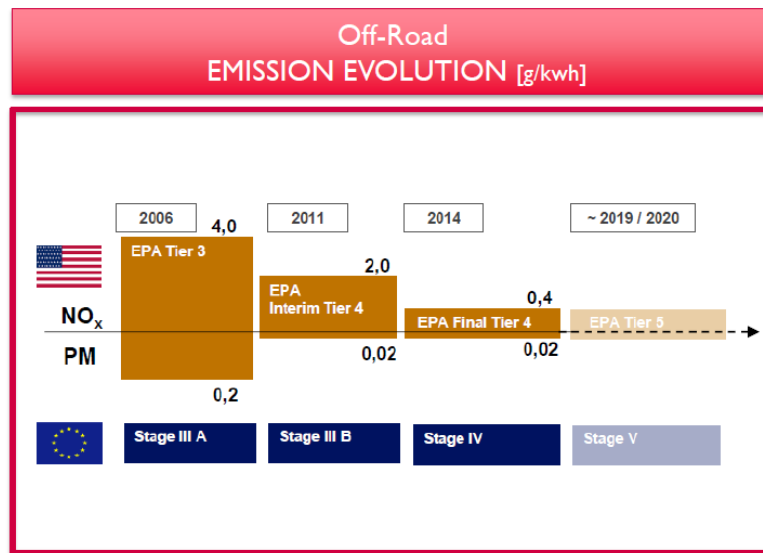 Off-Road
EMISSION EVOLUTION [g/kwh]
2006
2011
2014
~ 2019 / 2020
4,0
EPA Tier 3
2,0
EPA
Interim Tier 4
0,4
EPA Final Tier 4
EPA Tier 5
NOx
PM
0,2
0,02
0,02
Stage III A
Stage III B
Stage IV
Stage V